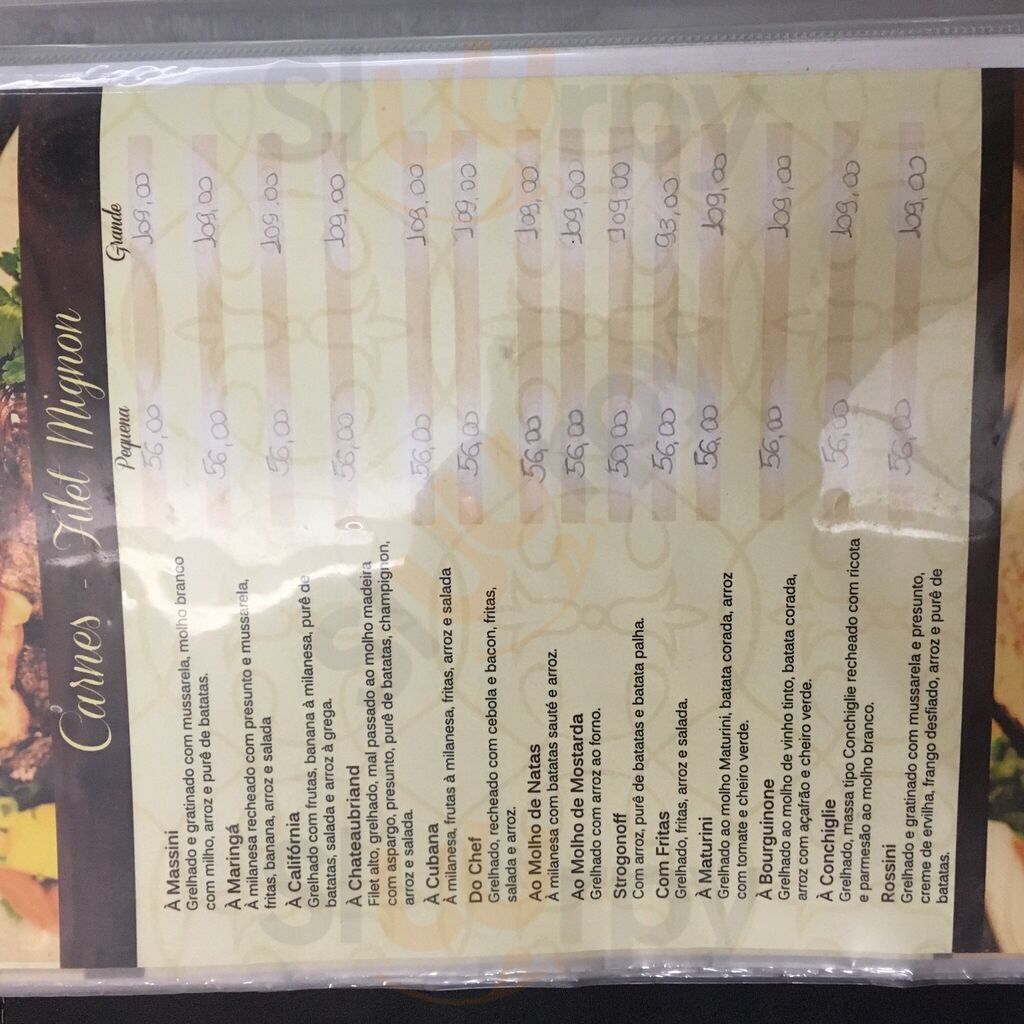 Carnes - Filet Mignon
Pequena Grande
À Massini 56,00 109,00
Grelhado e gratinado com mussarela, molho branco
com milho, arroz e purê de batatas.
À Maringá 56,00 109,00
À milanesa recheado com presunto e mussarela,
fritas, banana, arroz e salada
À Califórnia 56,00 109,00
Grelhado com frutas, banana à milanesa, purê de
batatas, salada e arroz à grega.
À Chateaubriand 56,00 109,00
Filet alto, grelhado, mal passado ao molho madeira
com aspargo, presunto, purê de batatas, champignon,
arroz e salada.
À Cubana 56,00 109,00
À milanesa, frutas à milanesa, fritas, arroz e salada
Do Chef 56,00 109,00
Grelhado, recheado com cebola e bacon, fritas,
salada e arroz.
Ao Molho de Natas 56,00 109,00
À milanesa com batatas sauté e arroz.
Ao Molho de Mostarda 56,00 109,00
Grelhado com arroz ao forno.
Strogonoff 50,00 109,00
Com arroz, purê de batatas e batata palha.
Com Fritas 56,00 93,00
Grelhado, fritas, arroz e salada.
À Maturini 56,00 109,00
Grelhado ao molho Maturini, batata corada, arroz
com tomate e cheiro verde.
À Bourguinone 56,00 109,00
Grelhado ao molho de vinho tinto, batata corada,
arroz com açafrão e cheiro verde.
À Conchiglie 56,00 109,00
Grelhado, massa tipo Conchiglie recheado com ricota
e parmesão ao molho branco.
Rossini 56,00 109,00
Grelhado e gratinado com mussarela e presunto,
creme de ervilha, frango desfiado, arroz e purê de
batatas.
sluurpy
sluurpy